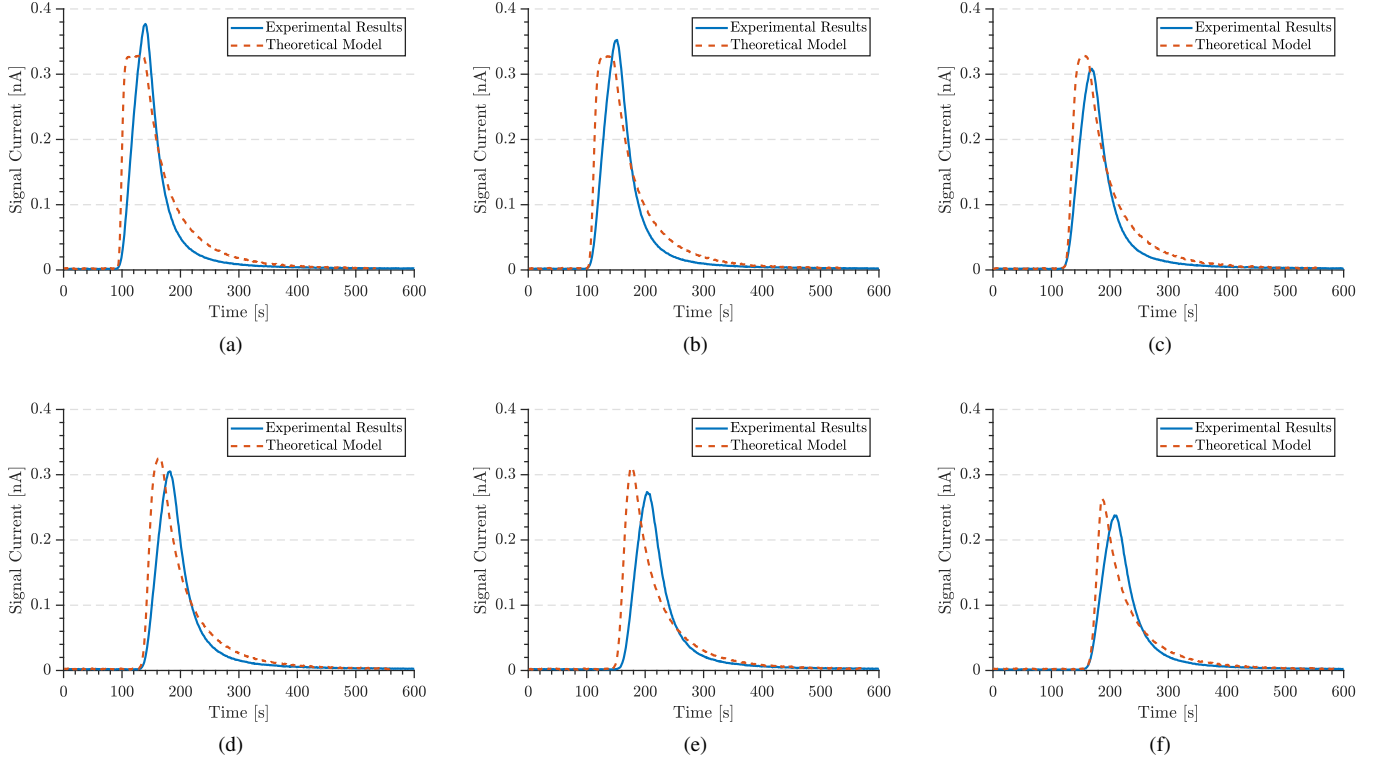 0.4
0.3
0.2
0.1
0
Signal Current [nA]
Experimental Results
Theoretical Model
0 100 200 300 400 500 600
Time [s]
(a)
0.4
0.3
0.2
0.1
0
Signal Current [nA]
Experimental Results
Theoretical Model
0 100 200 300 400 500 600
Time [s]
(b)
0.4
0.3
0.2
0.1
0
Signal Current [nA]
Experimental Results
Theoretical Model
0 100 200 300 400 500 600
Time [s]
(c)
0.4
0.3
0.2
0.1
0
Signal Current [nA]
Experimental Results
Theoretical Model
0 100 200 300 400 500 600
Time [s]
(d)
0.4
0.3
0.2
0.1
0
Signal Current [nA]
Experimental Results
Theoretical Model
0 100 200 300 400 500 600
Time [s]
(e)
0.4
0.3
0.2
0.1
0
Signal Current [nA]
Experimental Results
Theoretical Model
0 100 200 300 400 500 600
Time [s]
(f)